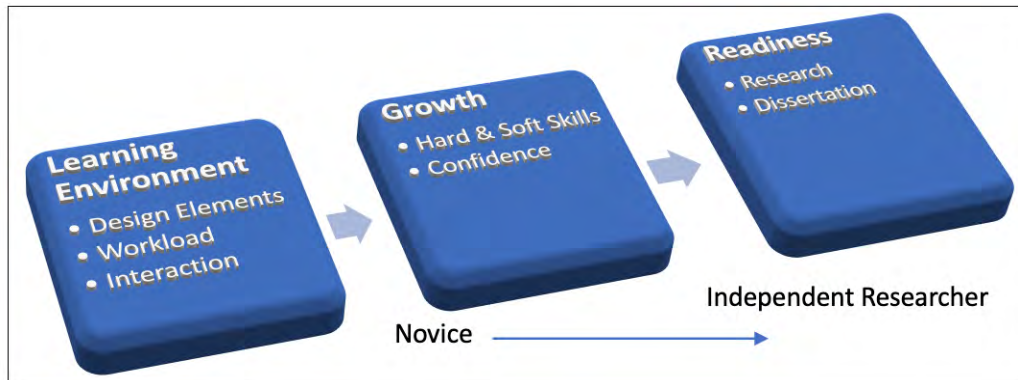 Learning
Environment
• Design Elements
• Workload
• Interaction
Growth
• Hard & Soft Skills
• Confidence
Readiness
• Research
• Dissertation
Novice
Independent Researcher